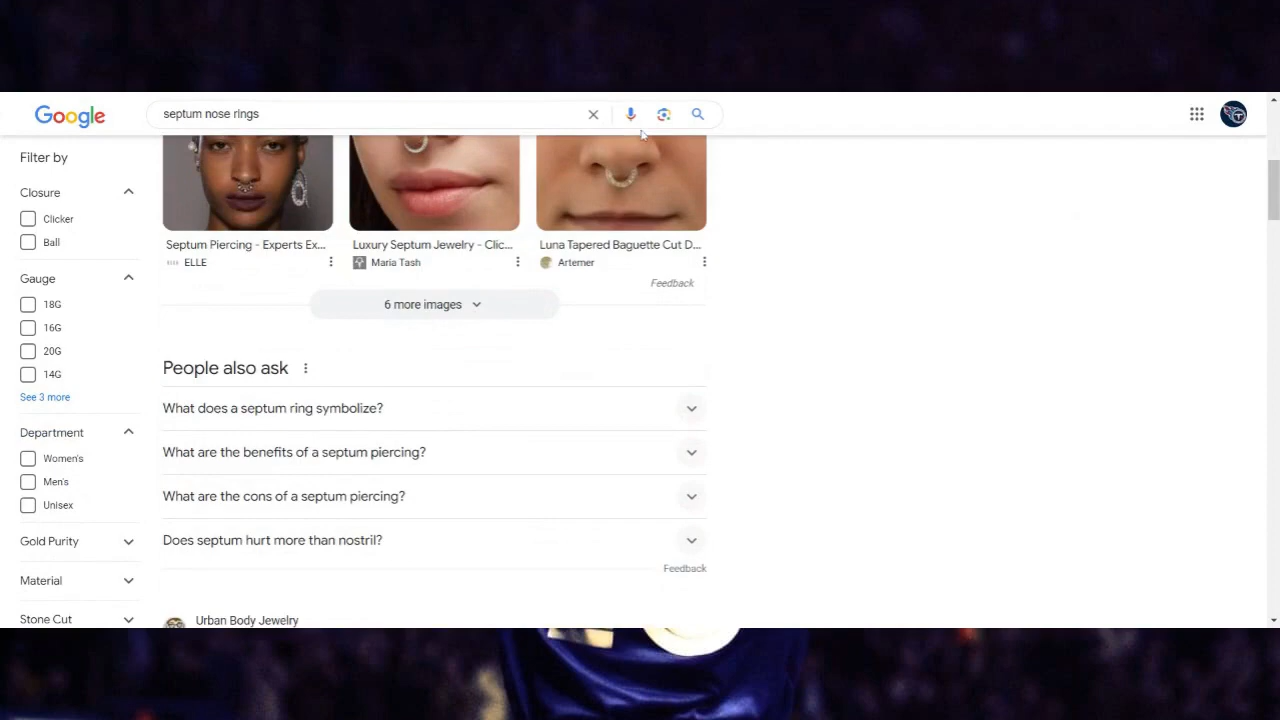 Google
septum nose rings
Filter by
Closure
Clicker
Ball
Gauge
18G
16G
20G
14G
See 3 more
Department
Women's
Men's
Unisex
Gold Purity
Material
Stone Cut
Septum Piercing - Experts Ex...
ELLE
Luxury Septum Jewelry - Clic...
Maria Tash
Luna Tapered Baguette Cut D...
Artemer
Feedback
6 more images
People also ask
What does a septum ring symbolize?
What are the benefits of a septum piercing?
What are the cons of a septum piercing?
Does septum hurt more than nostril?
Feedback
Urban Body Jewelry